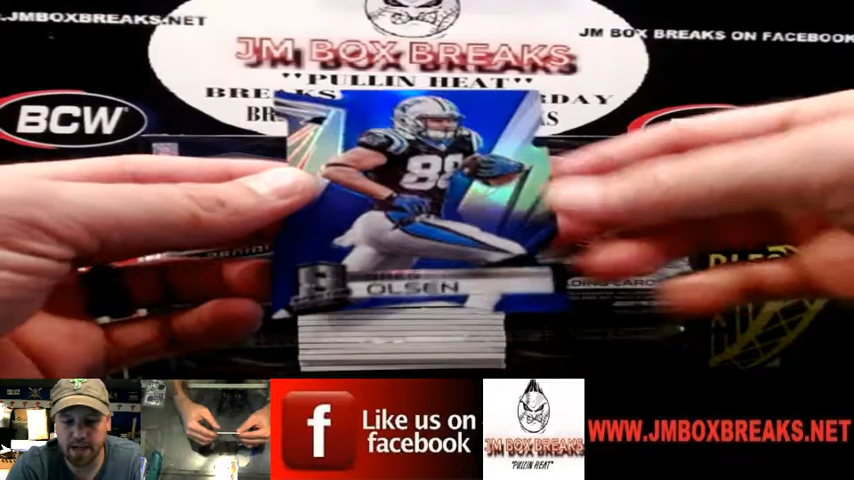 .JMBOXBREAKS.NET
JM BOX BREAKS ON FACEBOOK
JM BOX BREAKS
"PULLIN HEAT"
BCW
88
OLSEN
Like us on
facebook
JM BOX BREAKS
"PULLIN HEAT"
WWW.JMBOXBREAKS.NET